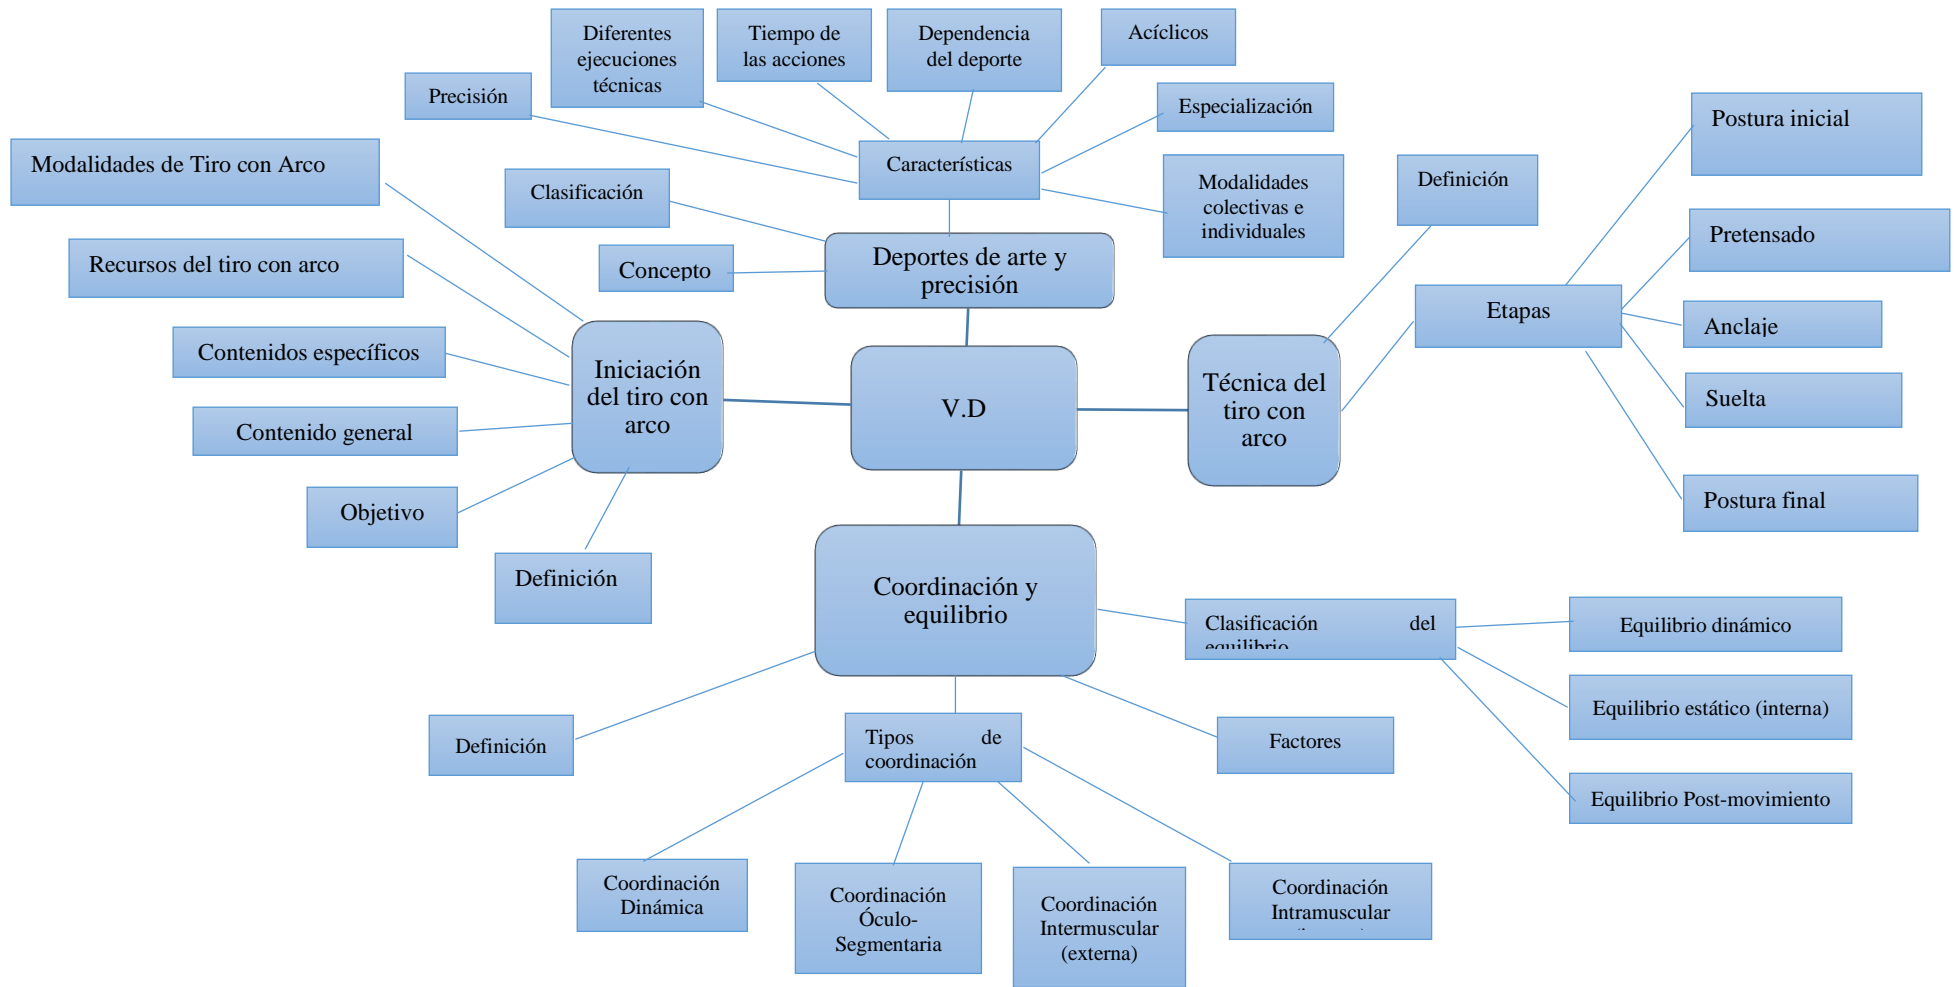 Diferentes
ejecuciones
técnicas
Tiempo de
las acciones
Dependencia
del deporte
Acíclicos
Precisión
Especialización
Postura inicial
Modalidades de Tiro con Arco
Clasificación
Características
Modalidades
colectivas e
individuales
Definición
Pretensado
Recursos del tiro con arco
Concepto
Deportes de arte y
precisión
Etapas
Anclaje
Contenidos específicos
Iniciación
del tiro con
arco
V.D
Técnica del
tiro con
arco
Suelta
Contenido general
Objetivo
Postura final
Definición
Coordinación y
equilibrio
Clasificación del
equilibrio
Equilibrio dinámico
Equilibrio estático (interna)
Equilibrio Post-movimiento
Definición
Tipos de
coordinación
Factores
Coordinación
Dinámica
Coordinación
Óculo-
Segmentaria
Coordinación
Intermuscular
(externa)
Coordinación
Intramuscular